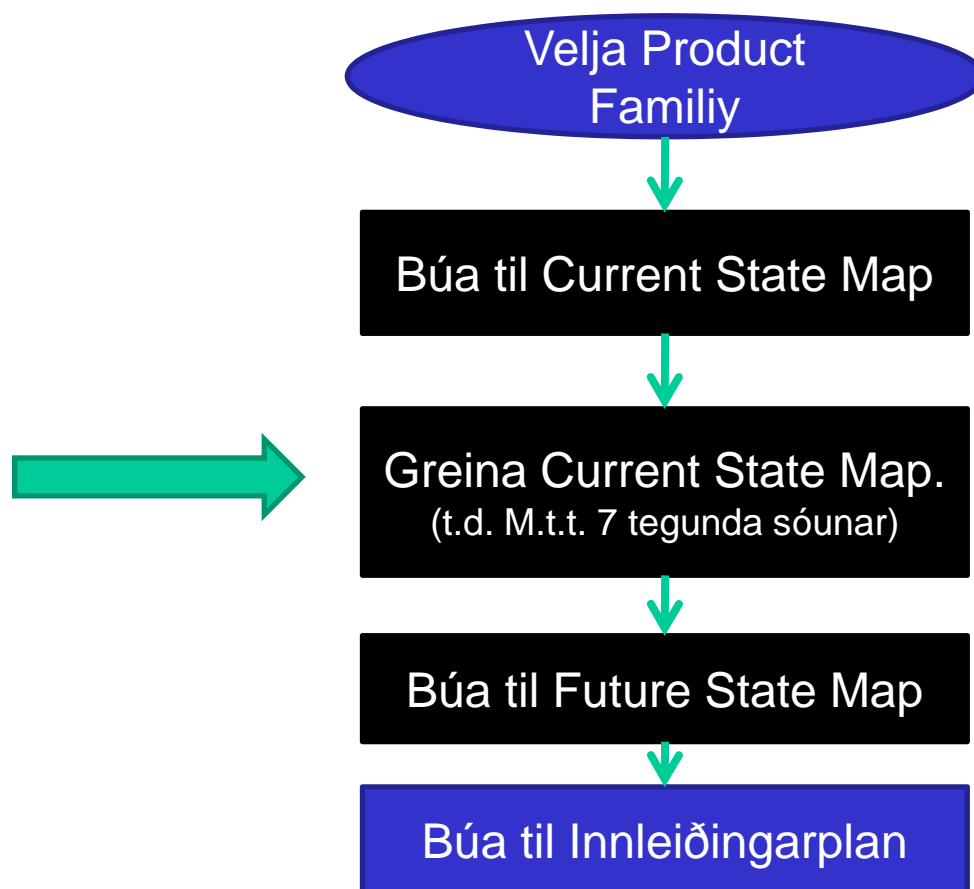 Velja Product
Familiy
Búa til Current State Map
Greina Current State Map.
(t.d. M.t.t. 7 tegunda sóunar)
Búa til Future State Map
Búa til Innleiðingarplan